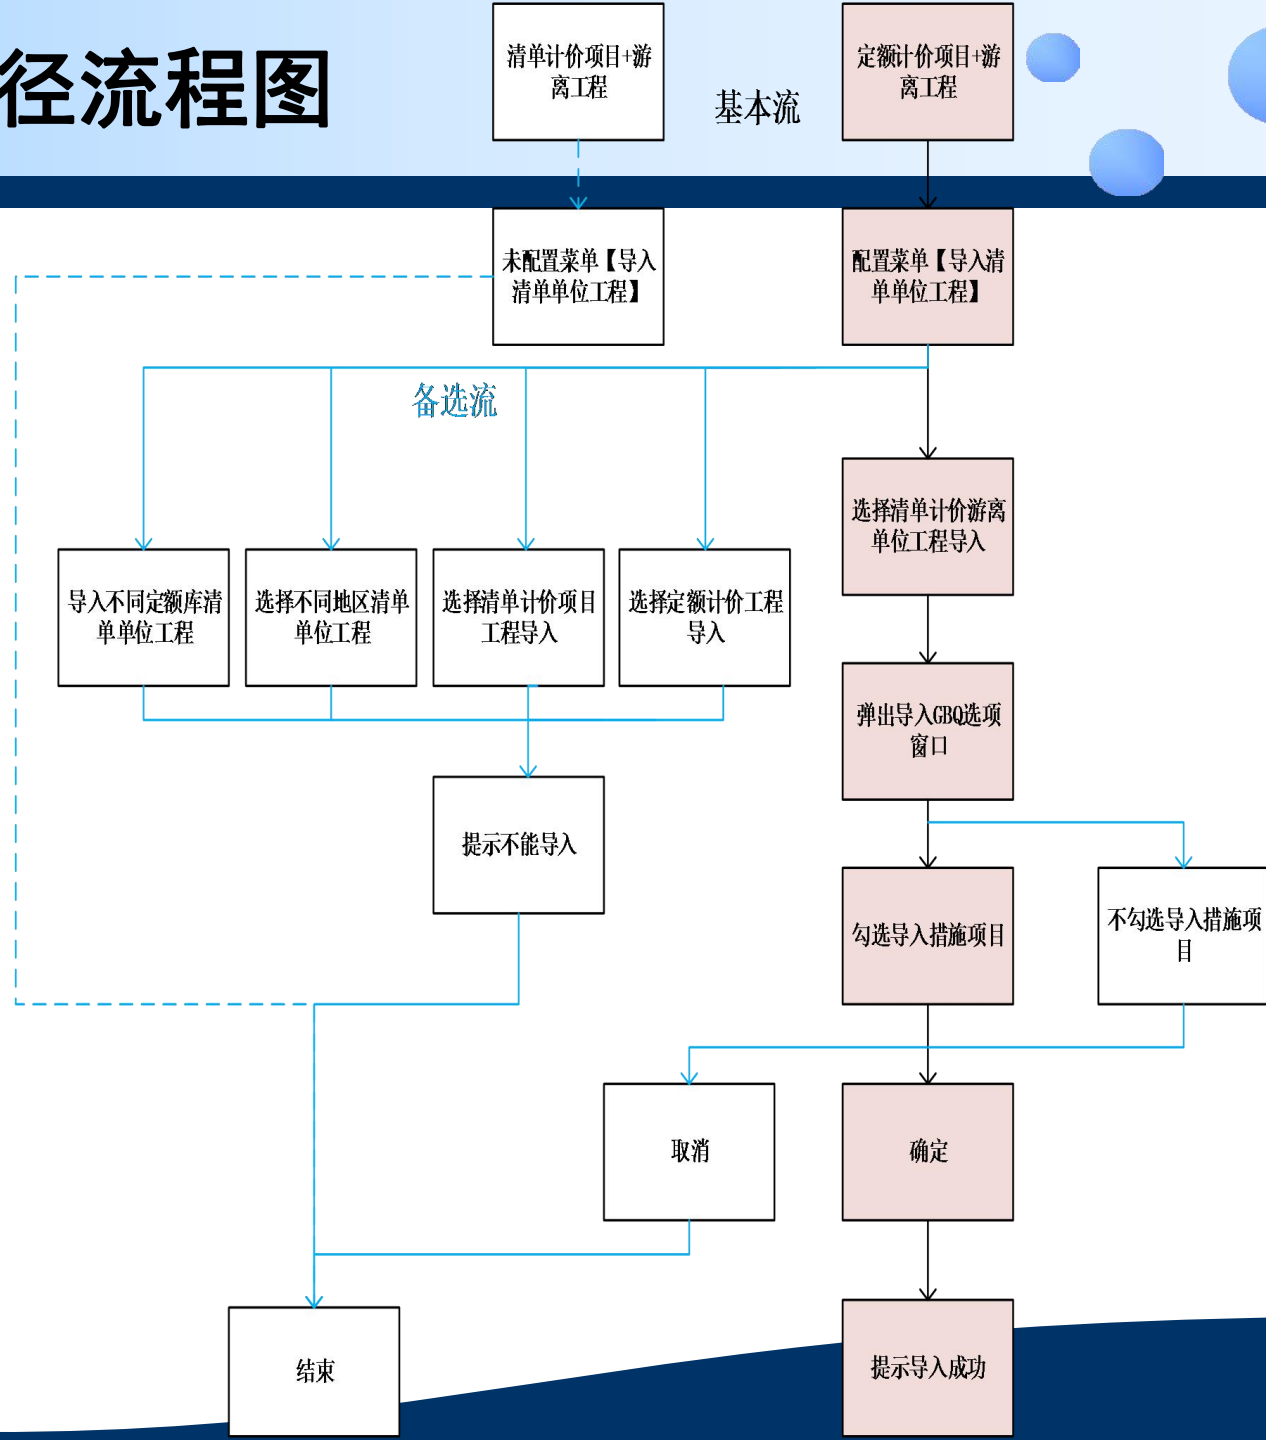 径流程图
清单计价项目+游
离工程
基本流
定额计价项目+游
离工程
未配置菜单【导入
清单单位工程】
配置菜单【导入清
单单位工程】
备选流
选择清单计价游离
单位工程导入
导入不同定额库清
单单位工程
选择不同地区清单
单位工程
选择清单计价项目
工程导入
选择定额计价工程
导入
弹出导入GBQ选项
窗口
提示不能导入
勾选导入措施项目
不勾选导入措施项
目
取消
确定
结束
提示导入成功